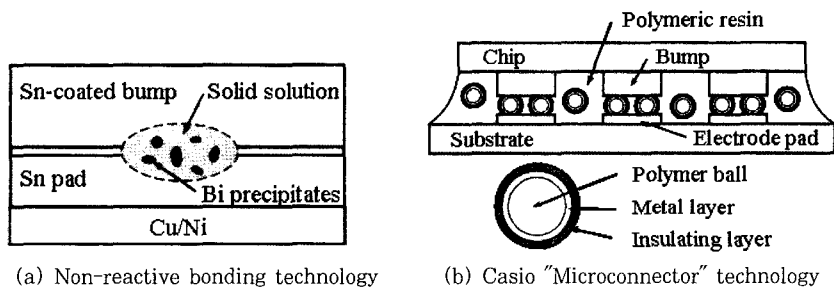 Sn-coated bump
Solid solution
Sn pad
Bi precipitates
Cu/Ni
(a) Non-reactive bonding technology
Polymeric resin
Chip
Bump
Substrate
Electrode pad
Polymer ball
Metal layer
Insulating layer
(b) Casio "Microconnector" technology